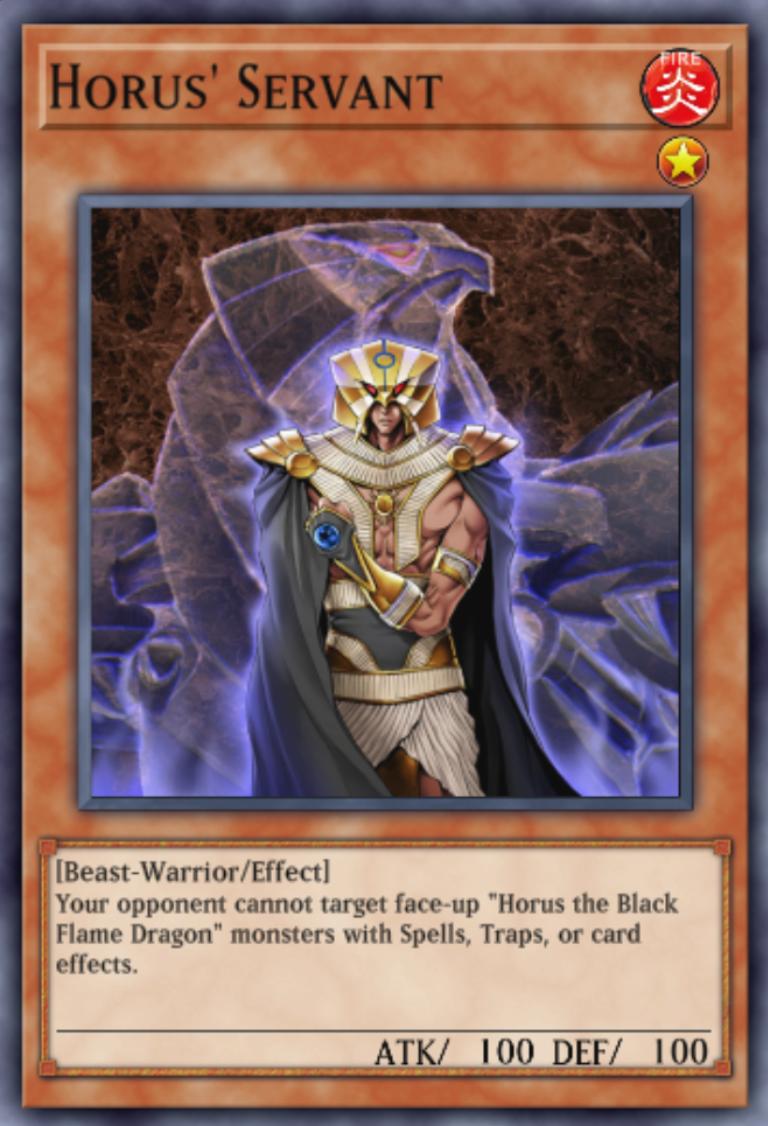 Horus' Servant
FIRE
炎
[Beast-Warrior/Effect]
Your opponent cannot target face-up "Horus the Black
Flame Dragon" monsters with Spells, Traps, or card
effects.
ATK/ 100 DEF/ 100